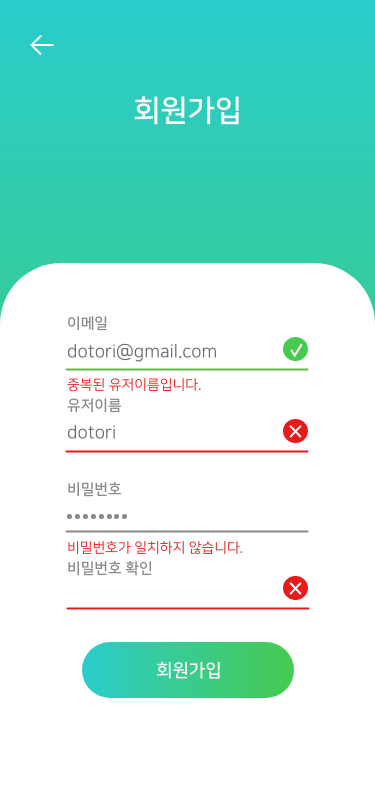 회원가입
이메일
dotori@gmail.com
중복된 유저이름입니다.
유저이름
dotori
비밀번호
••••••••
비밀번호가 일치하지 않습니다.
비밀번호 확인
회원가입